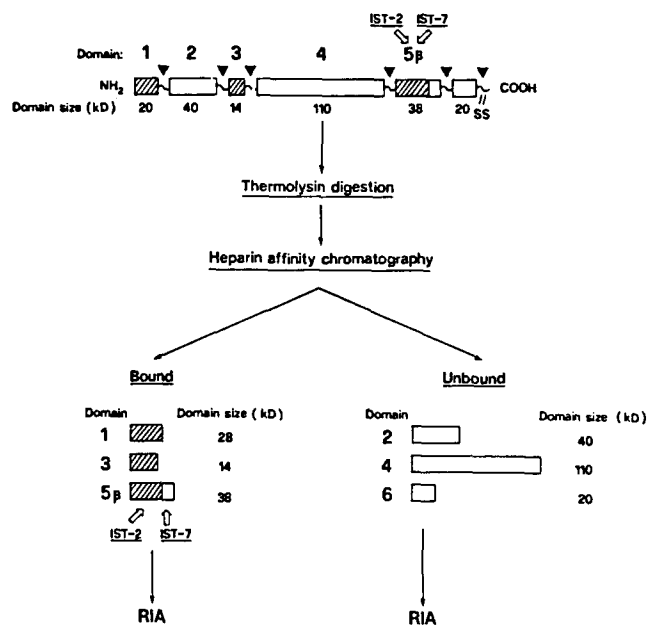 IST-2 IST-7
Domain: 1 2 3 4 5β
NH2 COOH
Domain size (kD) 20 40 14 110 38 20 SS
Thermolysin digestion
Heparin affinity chromatography
Bound Unbound
Domain Domain size (kD) Domain Domain size (kD)
1 28 2 40
3 14 4 110
5β 38 6 20
IST-2 IST-7
RIA RIA